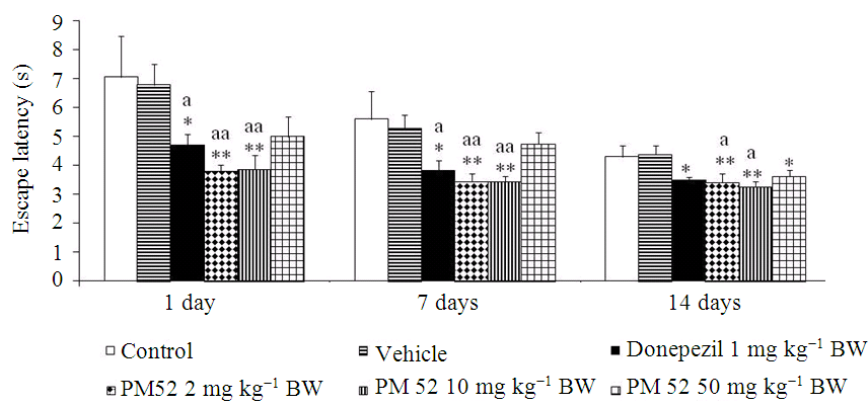 9
8
7
6
5
4
3
2
1
0
Escape latency (s)
a
*
aa
**
aa
**
a
*
aa
**
aa
**
*
a
**
a
**
*
1 day 7 days 14 days
Control Vehicle Donepezil 1 mg kg⁻¹ BW
PM52 2 mg kg⁻¹ BW PM 52 10 mg kg⁻¹ BW PM 52 50 mg kg⁻¹ BW